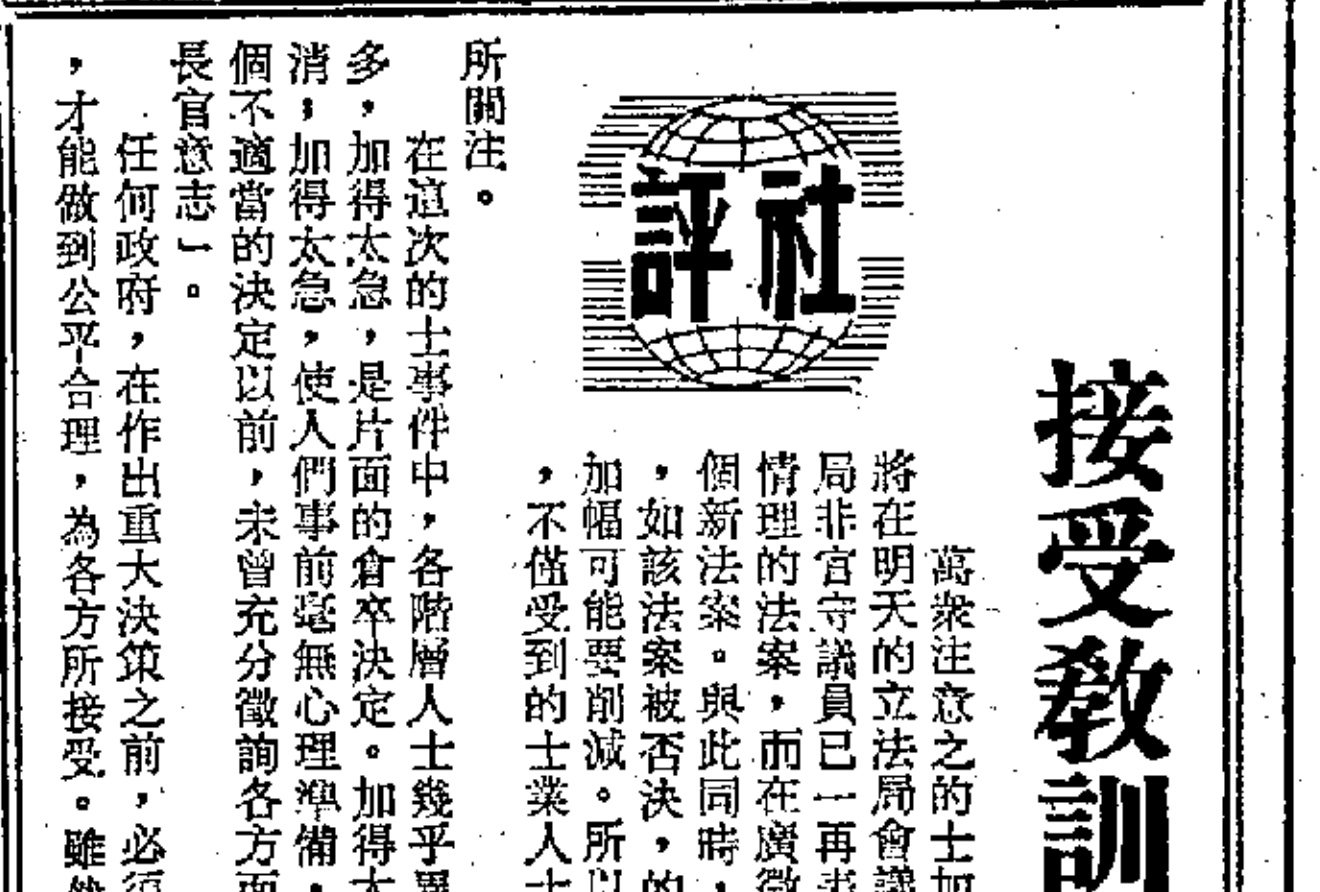 接受教訓
社評
萬衆注意之的士加
將在明天的立法局會議
局非官守議員已一再表
情理的法案，而在廣徵
個新法案。與此同時，
，如該法案被否決，的
加幅可能要削減。所以
，不僅受到的士業人士
所關注。
在這次的士事件中，各階層人士幾乎異
多，加得太急，是片面的倉卒決定。加得太
消，加得太急，使人們事前毫無心理準備，
個不適當的決定以前，未曾充分徵詢各方面
長官意志」。
任何政府，在作出重大決策之前，必須
，才能做到公平合理，為各方所接受。雖然